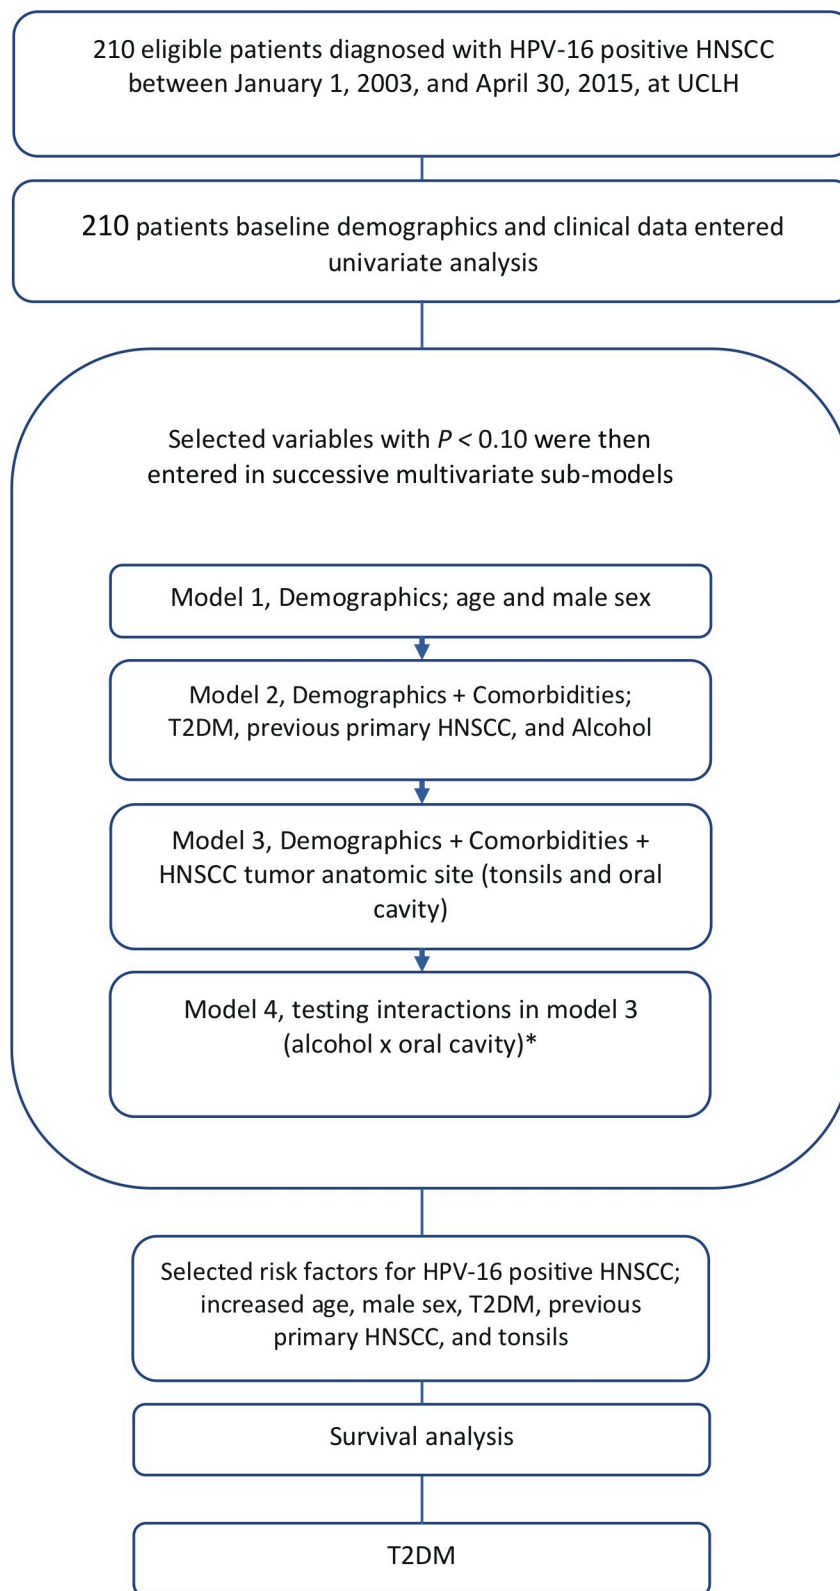 210 eligible patients diagnosed with HPV-16 positive HNSCC
between January 1, 2003, and April 30, 2015, at UCLH
210 patients baseline demographics and clinical data entered
univariate analysis
Selected variables with P < 0.10 were then
entered in successive multivariate sub-models
Model 1, Demographics; age and male sex
Model 2, Demographics + Comorbidities;
T2DM, previous primary HNSCC, and Alcohol
Model 3, Demographics + Comorbidities +
HNSCC tumor anatomic site (tonsils and oral
cavity)
Model 4, testing interactions in model 3
(alcohol x oral cavity)*
Selected risk factors for HPV-16 positive HNSCC;
increased age, male sex, T2DM, previous
primary HNSCC, and tonsils
Survival analysis
T2DM